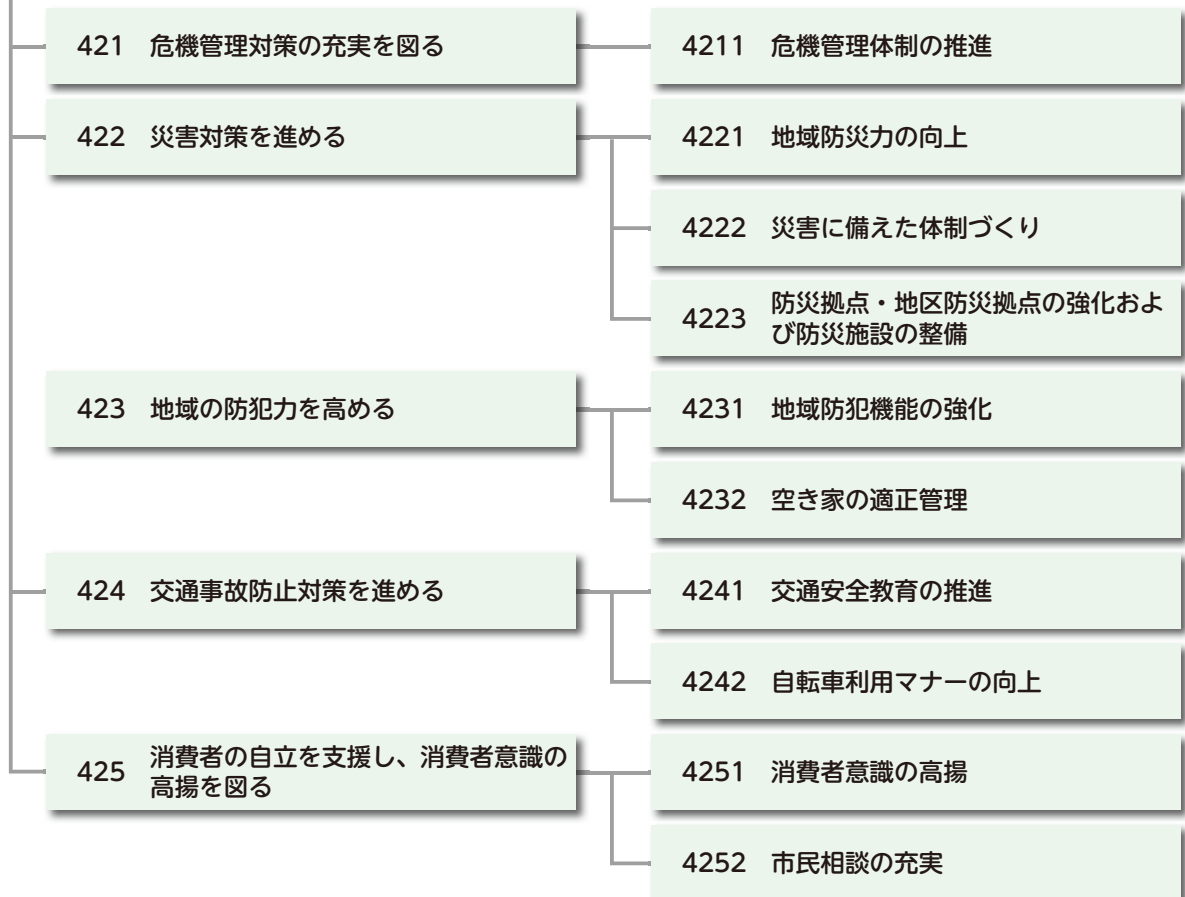 421 危機管理対策の充実を図る
4211 危機管理体制の推進
422 災害対策を進める
4221 地域防災力の向上
4222 災害に備えた体制づくり
4223 防災拠点・地区防災拠点の強化およ
び防災施設の整備
423 地域の防犯力を高める
4231 地域防犯機能の強化
4232 空き家の適正管理
424 交通事故防止対策を進める
4241 交通安全教育の推進
4242 自転車利用マナーの向上
425 消費者の自立を支援し、消費者意識の
高揚を図る
4251 消費者意識の高揚
4252 市民相談の充実